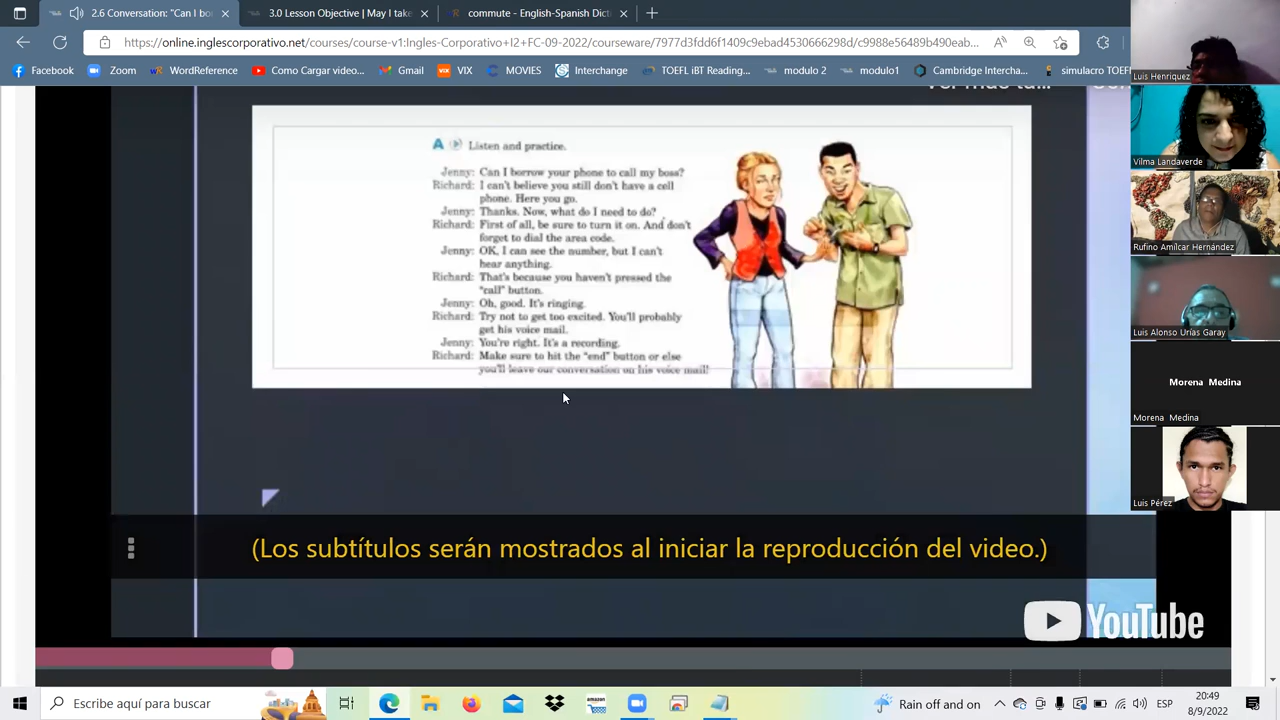 2.6 Conversation: "Can I bo
3.0 Lesson Objective | May I take
commute - English-Spanish Dict
https://online.inglescorporativo.net/courses/course-v1:Ingles-Corporativo+I2+FC-09-2022/courseware/7977d3fdd6f1409c9ebad4530666298d/c9988e56489b490eab...
Facebook
Zoom
WordReference
Como Cargar video...
Gmail
VIX
MOVIES
Interchange
TOEFL iBT Reading...
modulo 2
modulo1
Cambridge Intercha...
simulacro TOEFL
Luis Henriquez
Vilma Landaverde
Rufino Amilcar Hernández
Luis Alonso Urías Garay
Morena Medina
Morena Medina
Luis Pérez
A Listen and practice.
Jenny: Can I borrow your phone to call my boss?
Richard: I can't believe you still don't have a cell
phone. Here you go.
Jenny: Thanks. Now, what do I need to do?
Richard: First of all, be sure to turn it on. And don't
forget to dial the area code.
Jenny: OK, I can see the number, but I can't
hear anything.
Richard: That's because you haven't pressed the
"call" button.
Jenny: Oh, good. It's ringing.
Richard: Try not to get too excited. You'll probably
get his voice mail.
Jenny: You're right. It's a recording.
Richard: Make sure to hit the "end" button or else
you'll leave our conversation on his voice mail!
(Los subtítulos serán mostrados al iniciar la reproducción del video.)
YouTube
Escribe aquí para buscar
amazon
Rain off and on
ESP
20:49
8/9/2022